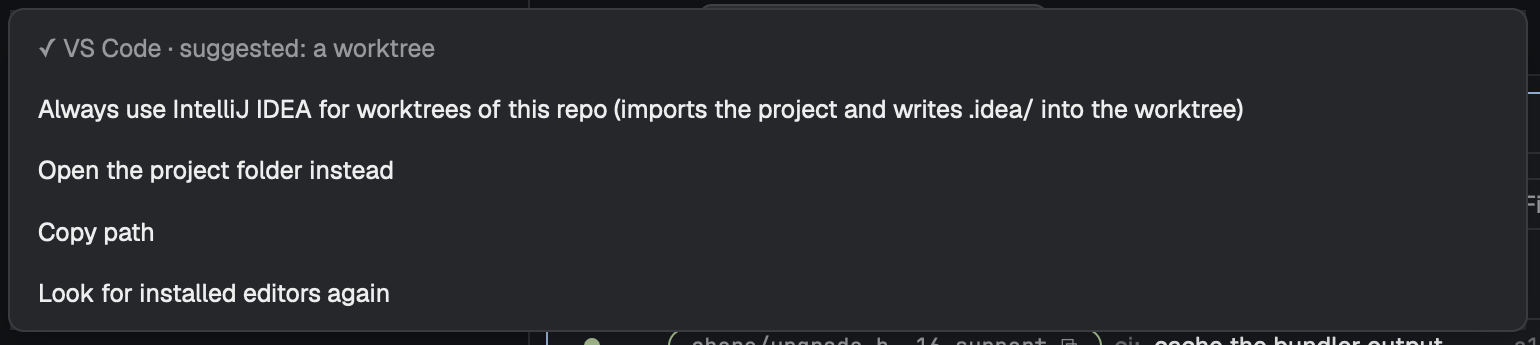 ✓ VS Code · suggested: a worktree
Always use IntelliJ IDEA for worktrees of this repo (imports the project and writes .idea/ into the worktree)
Open the project folder instead
Copy path
Look for installed editors again
cache the bundler output